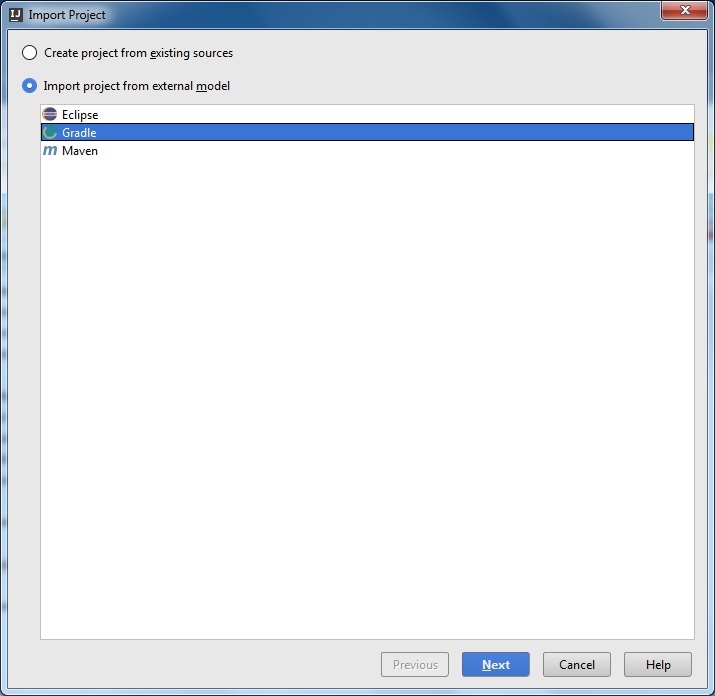 IJ Import Project
Create project from existing sources
Import project from external model
Eclipse
Gradle
m Maven
Previous
Next
Cancel
Help